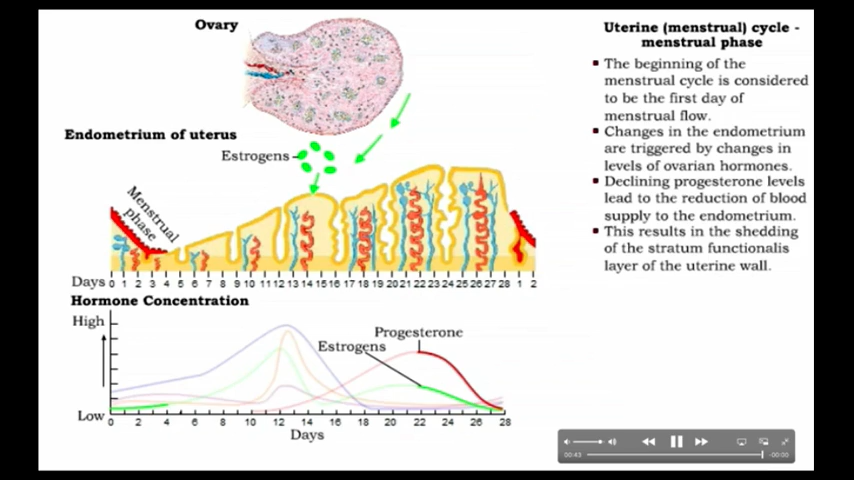 Ovary
Uterine (menstrual) cycle -
menstrual phase
The beginning of the
menstrual cycle is considered
to be the first day of
menstrual flow.
Changes in the endometrium
are triggered by changes in
levels of ovarian hormones.
Declining progesterone levels
lead to the reduction of blood
supply to the endometrium.
This results in the shedding
of the stratum functionalis
layer of the uterine wall.
Endometrium of uterus
Estrogens
Menstrual
phase
Days 0 1 2 3 4 5 6 7 8 9 10 11 12 13 14 15 16 17 18 19 20 21 22 23 24 25 26 27 28 1 2
Hormone Concentration
High
Progesterone
Estrogens
Low
0 2 4 6 8 10 12 14 16 18 20 22 24 26 28
Days
00:43
-00:00